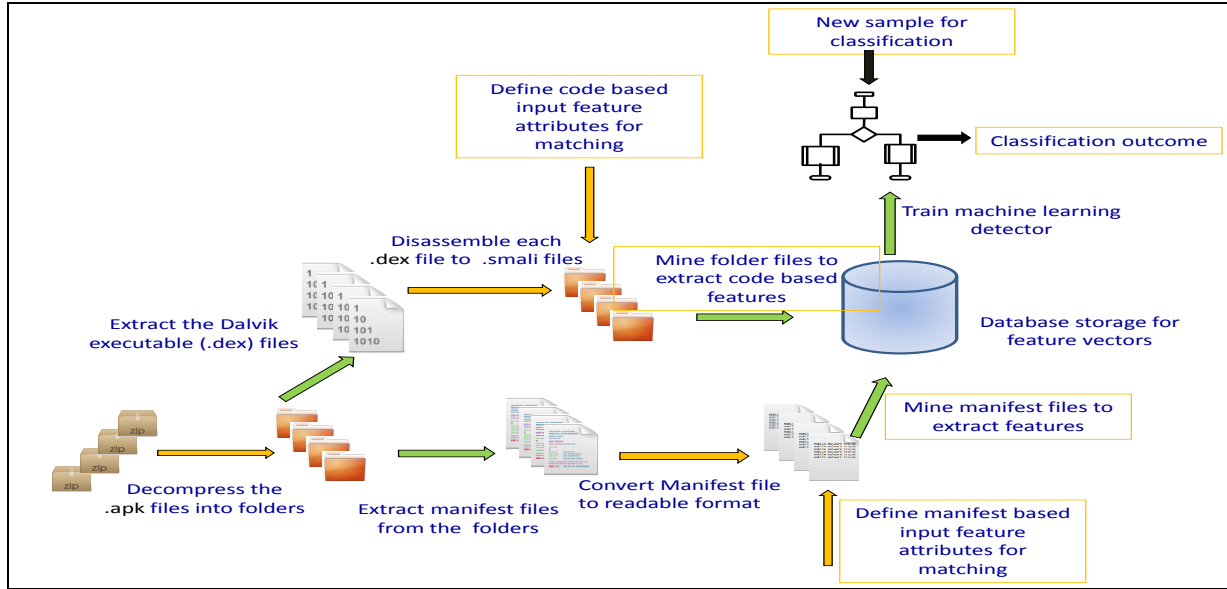 New sample for
classification
Define code based
input feature
attributes for
matching
Classification outcome
Train machine learning
detector
Disassemble each
.dex file to .smali files
Mine folder files to
extract code based
features
1
10
101
1010
Extract the Dalvik
executable (.dex) files
Database storage for
feature vectors
Mine manifest files to
extract features
zip
zip
zip
zip
Decompress the
.apk files into folders
Extract manifest files
from the folders
Convert Manifest file
to readable format
Define manifest based
input feature
attributes for
matching